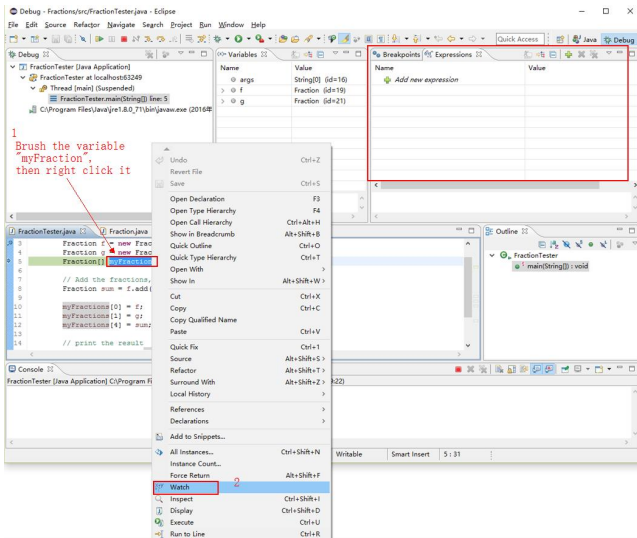 Debug - Fractions/src/FractionTester.java - Eclipse
File Edit Source Refactor Navigate Search Project Run Window Help
Quick Access Java Debug
Debug
FractionTester [Java Application]
FractionTester at localhost:63249
Thread [main] (Suspended)
FractionTester.main(String[]) line: 5
C:\Program Files\Java\jre1.8.0_71\bin\javaw.exe (2016年
Variables
Name Value
args String[0] (id=16)
f Fraction (id=19)
g Fraction (id=21)
Breakpoints Expressions
Name Value
Add new expression
1
Brush the variable
"myFraction",
then right click it
FractionTester.java Fraction.java
3 Fraction f = new Frac
4 Fraction g = new Frac
5 Fraction[] myFraction
6
7 // Add the fractions,
8 Fraction sum = f.add(
9
10 myFractions[0] = f;
11 myFractions[1] = g;
12 myFractions[4] = sum;
13
14 // print the result
Undo Ctrl+Z
Revert File
Save Ctrl+S
Open Declaration F3
Open Type Hierarchy F4
Open Call Hierarchy Ctrl+Alt+H
Show in Breadcrumb Alt+Shift+B
Quick Outline Ctrl+O
Quick Type Hierarchy Ctrl+T
Open With
Show In Alt+Shift+W
Cut Ctrl+X
Copy Ctrl+C
Copy Qualified Name
Paste Ctrl+V
Quick Fix Ctrl+1
Source Alt+Shift+S
Refactor Alt+Shift+T
Surround With Alt+Shift+Z
Local History
References
Declarations
Add to Snippets...
All Instances... Ctrl+Shift+N
Instance Count...
Force Return Alt+Shift+F
Watch 2
Inspect Ctrl+Shift+I
Display Ctrl+Shift+D
Execute Ctrl+U
Run to Line Ctrl+R
Outline
FractionTester
main(String[]) : void
Console
FractionTester [Java Application] C:\Program Fi
:22)
Writable Smart Insert 5 : 31